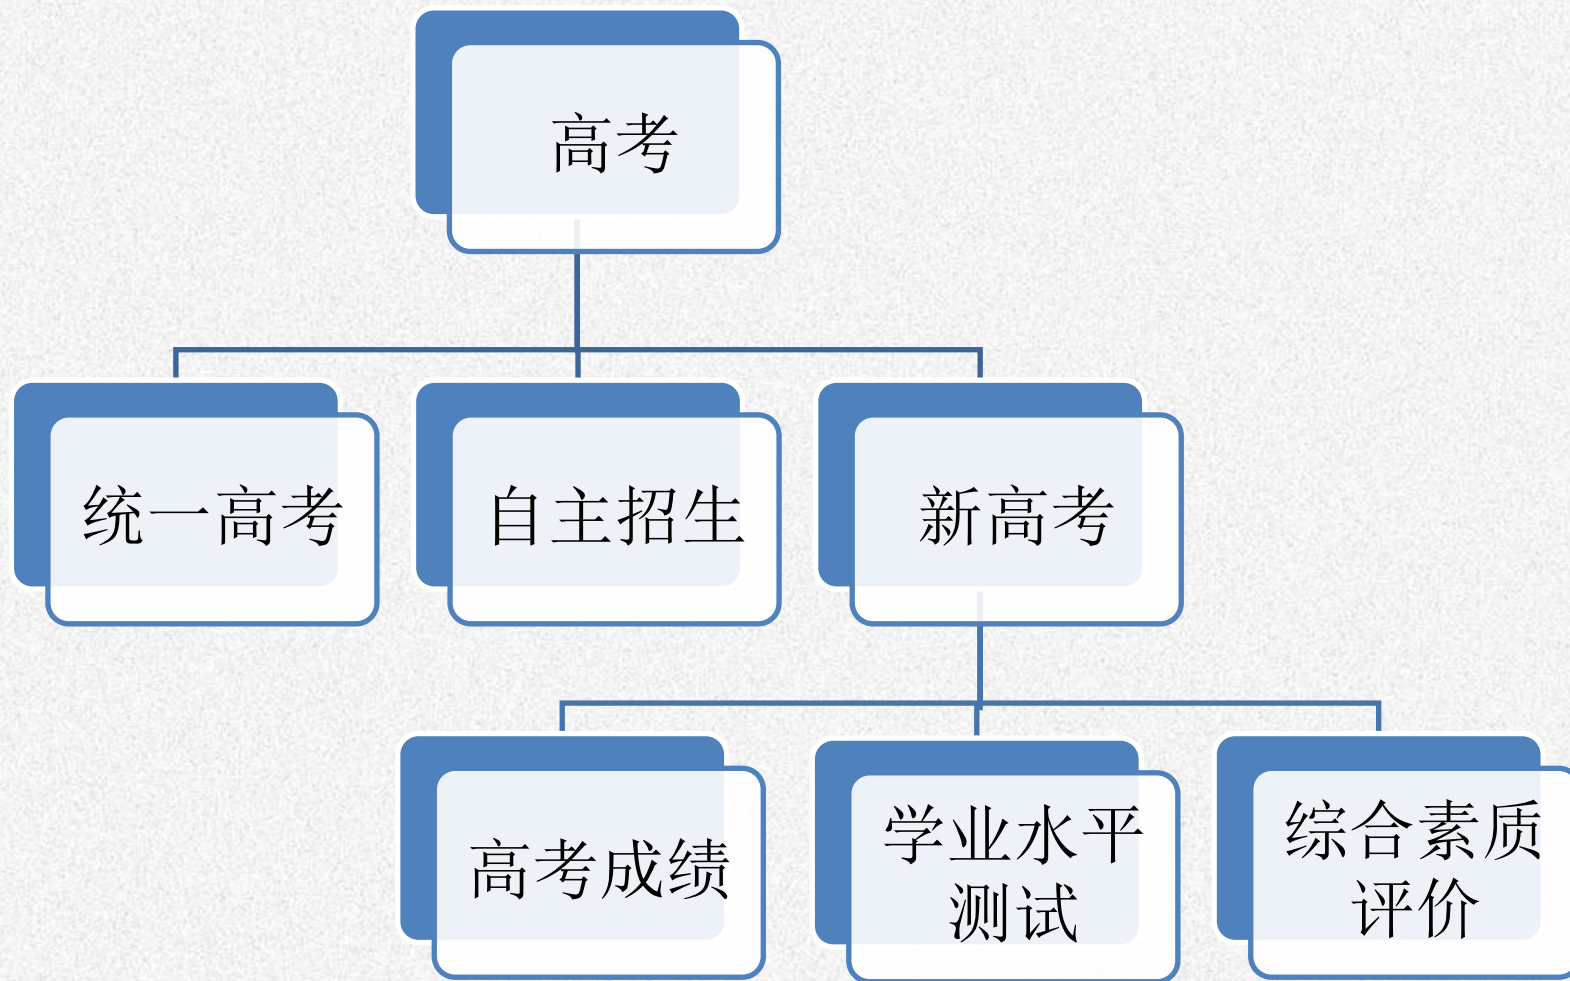 高考
统一高考
自主招生
新高考
高考成绩
学业水平
测试
综合素质
评价